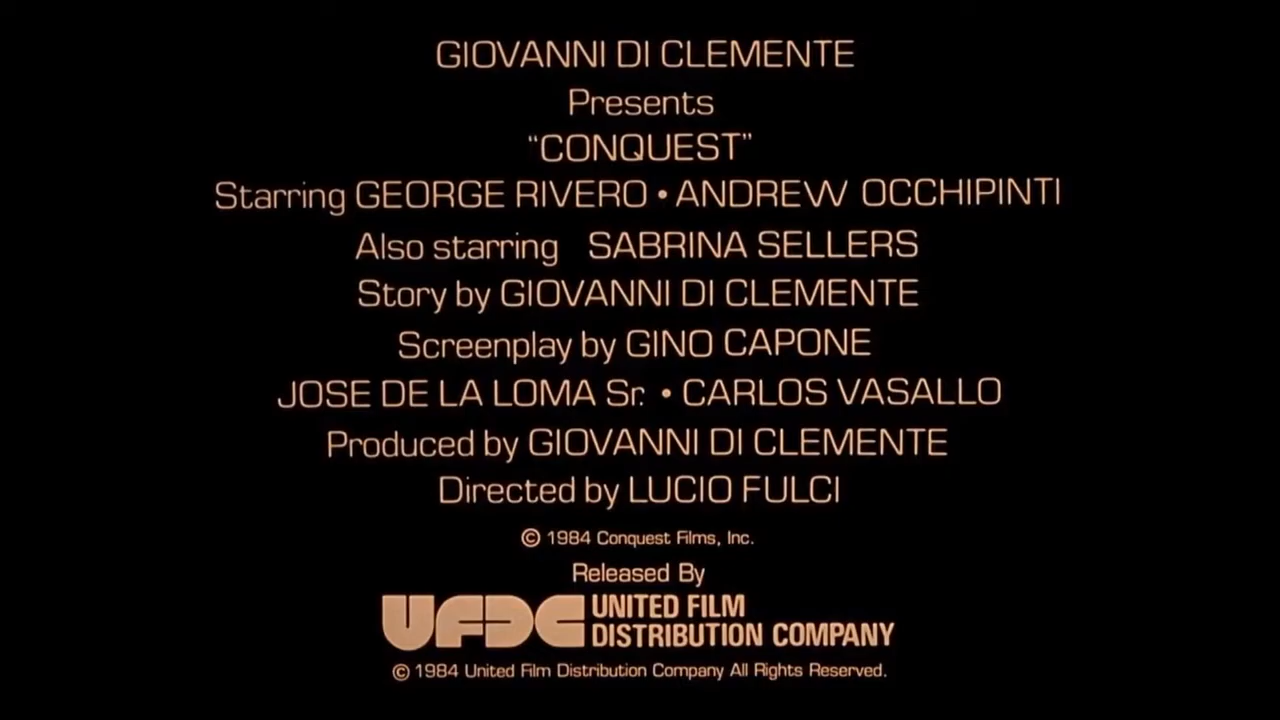 GIOVANNI DI CLEMENTE
Presents
“CONQUEST”
Starring GEORGE RIVERO • ANDREW OCCHIPINTI
Also starring SABRINA SELLERS
Story by GIOVANNI DI CLEMENTE
Screenplay by GINO CAPONE
JOSE DE LA LOMA Sr. • CARLOS VASALLO
Produced by GIOVANNI DI CLEMENTE
Directed by LUCIO FULCI
© 1984 Conquest Films, Inc.
Released By
UFDC UNITED FILM
DISTRIBUTION COMPANY
© 1984 United Film Distribution Company All Rights Reserved.